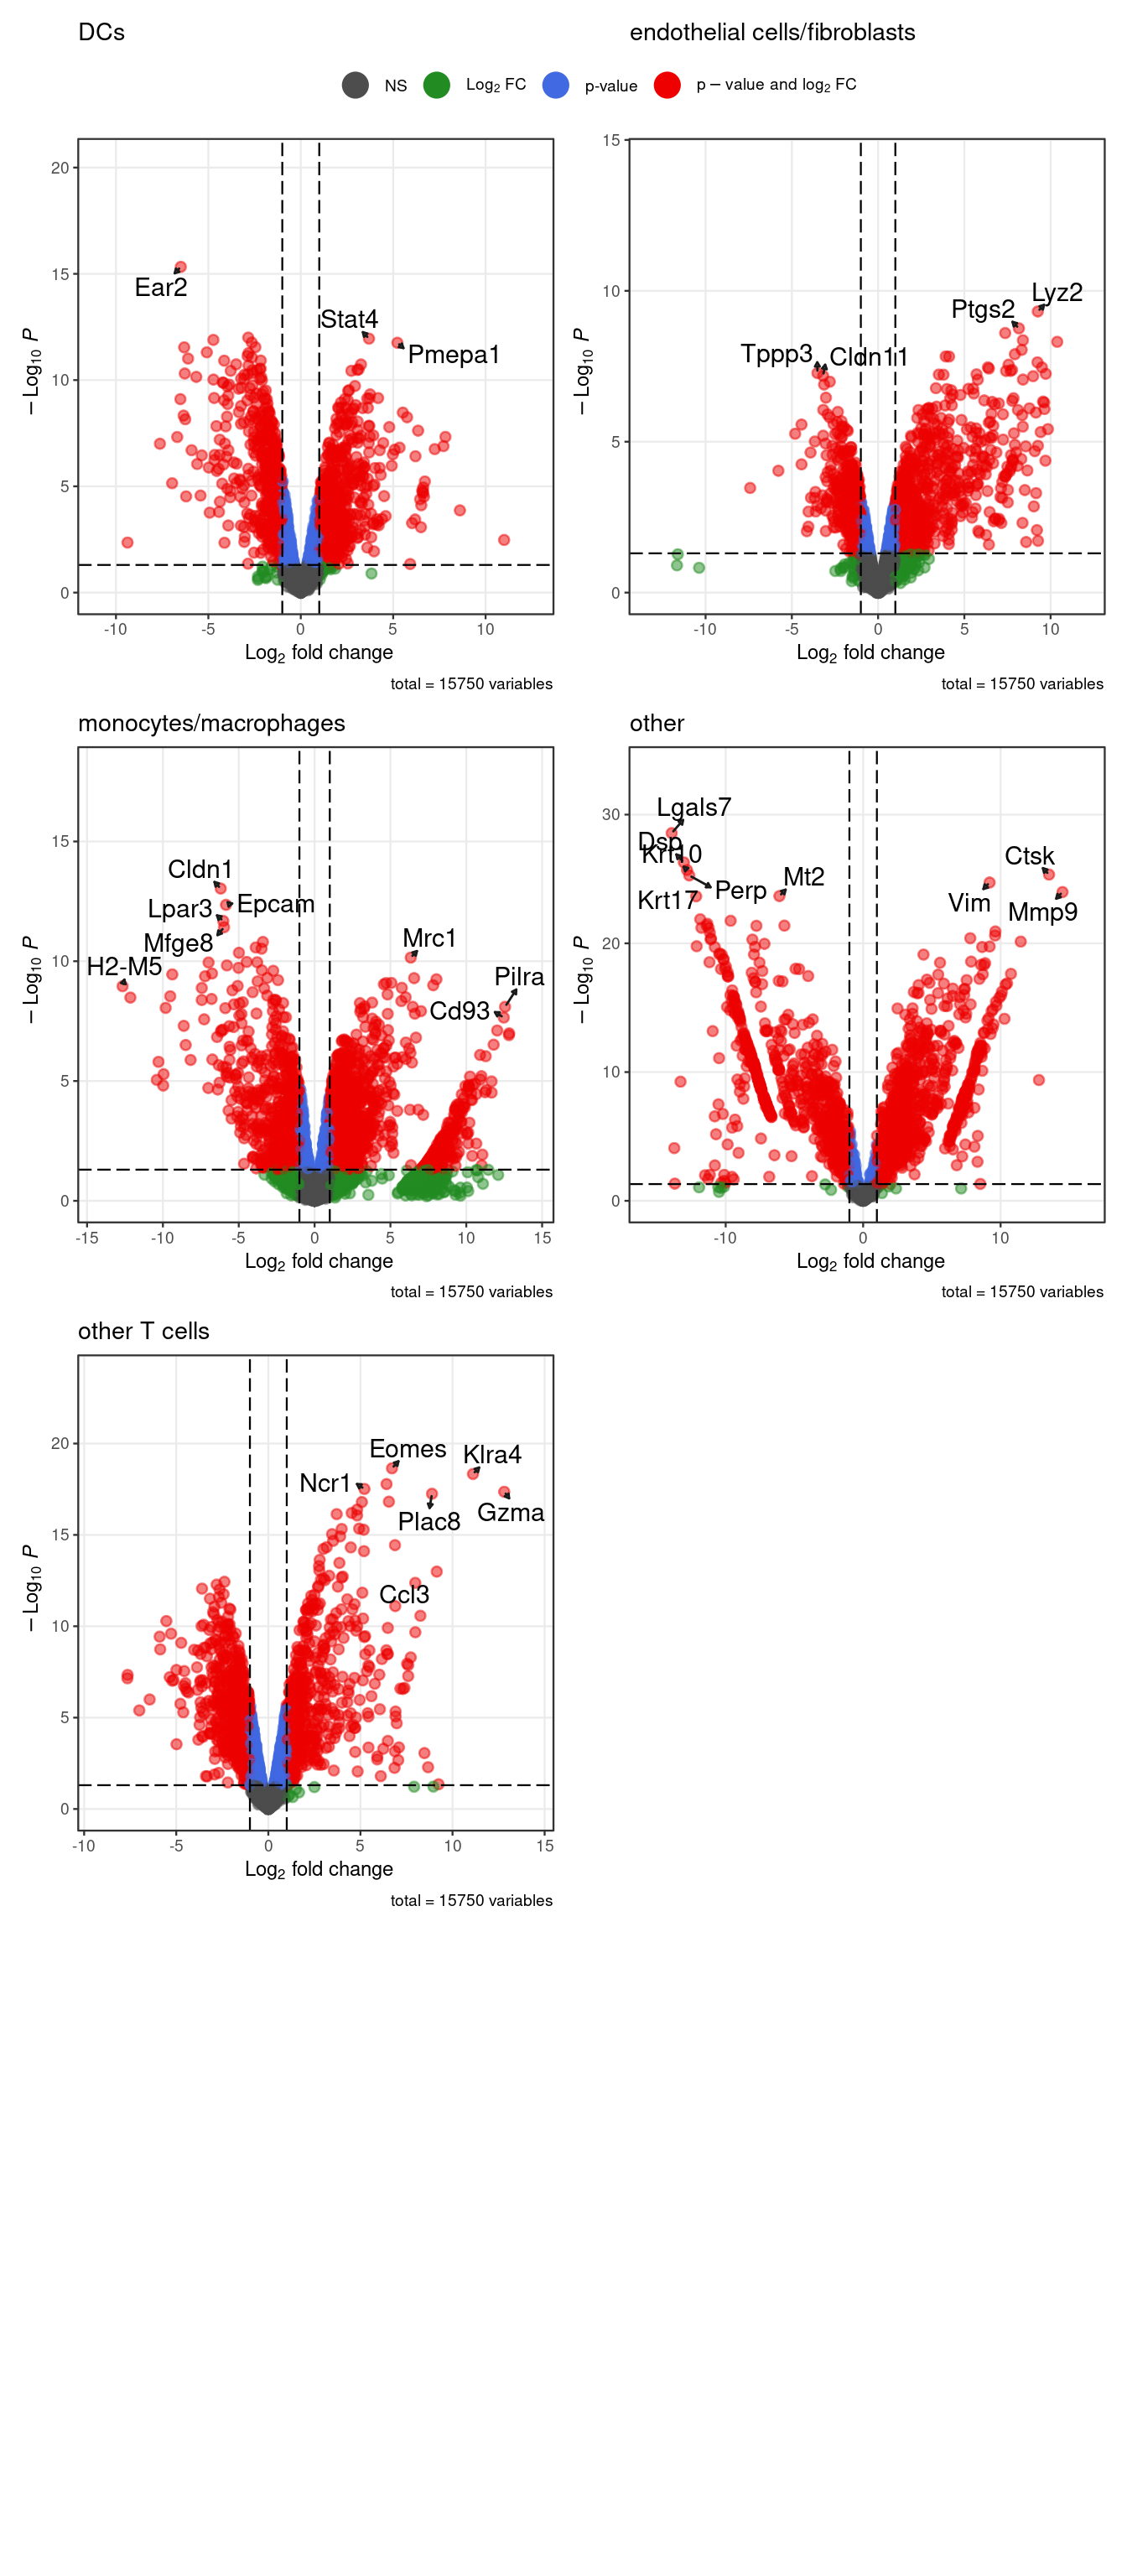 DCs
endothelial cells/fibroblasts
NS
Log2 FC
p-value
p − value and log2 FC
20
15
10
5
0
− Log10 P
Ear2
Stat4
Pmepa1
-10
-5
0
5
10
Log2 fold change
total = 15750 variables
15
10
5
0
− Log10 P
Lyz2
Ptgs2
Tppp3
Cldn11
-10
-5
0
5
10
Log2 fold change
total = 15750 variables
monocytes/macrophages
15
10
5
0
− Log10 P
Cldn1
Epcam
Lpar3
Mfge8
H2-M5
Mrc1
Pilra
Cd93
-15
-10
-5
0
5
10
15
Log2 fold change
total = 15750 variables
other
30
20
10
0
− Log10 P
Lgals7
Dsp
Krt10
Perp
Krt17
Mt2
Ctsk
Vim
Mmp9
-10
0
10
Log2 fold change
total = 15750 variables
other T cells
20
15
10
5
0
− Log10 P
Eomes
Klra4
Ncr1
Plac8
Gzma
Ccl3
-10
-5
0
5
10
15
Log2 fold change
total = 15750 variables